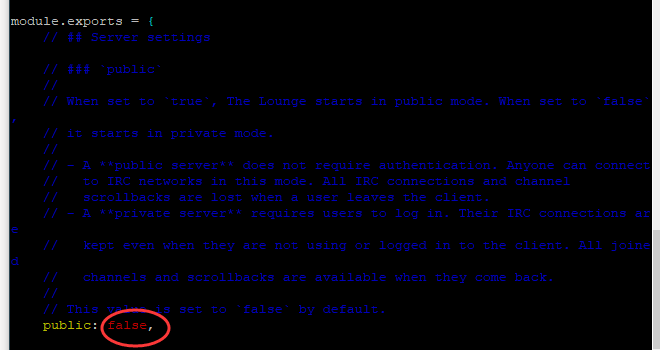 module.exports = {
// ## Server settings
// ### `public`
//
// When set to `true`, The Lounge starts in public mode. When set to `false`
,
// it starts in private mode.
//
// - A **public server** does not require authentication. Anyone can connect
//   to IRC networks in this mode. All IRC connections and channel
//   scrollbacks are lost when a user leaves the client.
// - A **private server** requires users to log in. Their IRC connections ar
e
//   kept even when they are not using or logged in to the client. All joine
d
//   channels and scrollbacks are available when they come back.
//
// This value is set to `false` by default.
public: false,